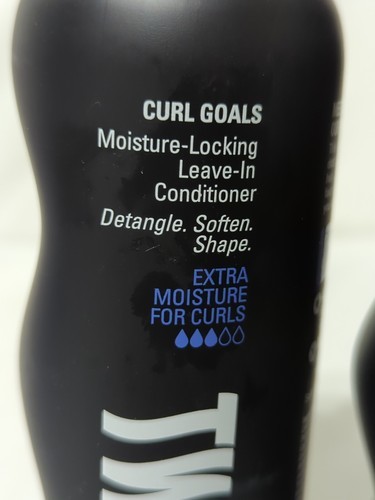 CURL GOALS
Moisture-Locking
Leave-In
Conditioner
Detangle. Soften.
Shape.
EXTRA
MOISTURE
FOR CURLS